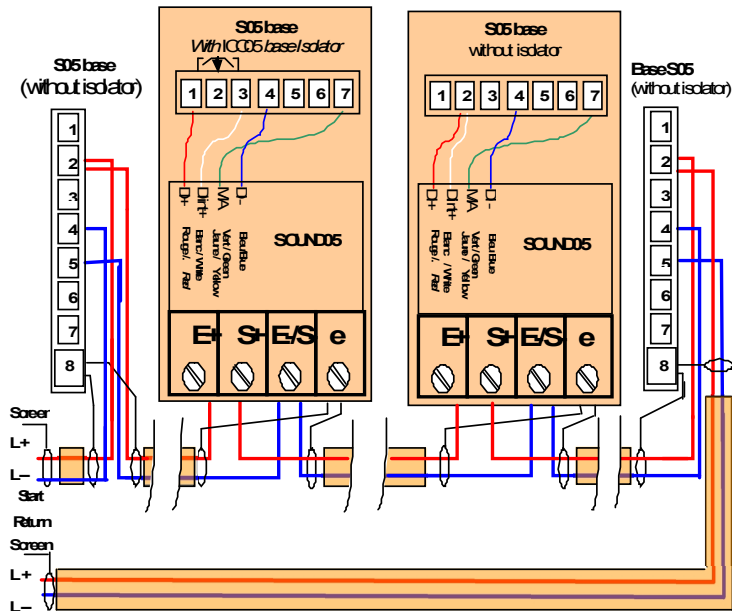 S05 base
(without isolator)
1
2
3
4
5
6
7
8
S05 base
With ICC05 base Isolator
1 2 3 4 5 6 7
D+
Dint+
MA
D-
Rouge/. Red
Blanc / White
Jaune / Yellow
Vert / Green
Bleu/Blue
SOUND05
E+ S+ E-/S- e
S05 base
without isolator
1 2 3 4 5 6 7
D+
Dint+
MA
D-
Rouge/. Red
Blanc / White
Jaune / Yellow
Vert / Green
Bleu/Blue
SOUND05
E+ S+ E-/S e
Base S05
(without isolator)
1
2
3
4
5
6
7
8
Screen
L+
L–
Start
Return
Screen
L+
L–